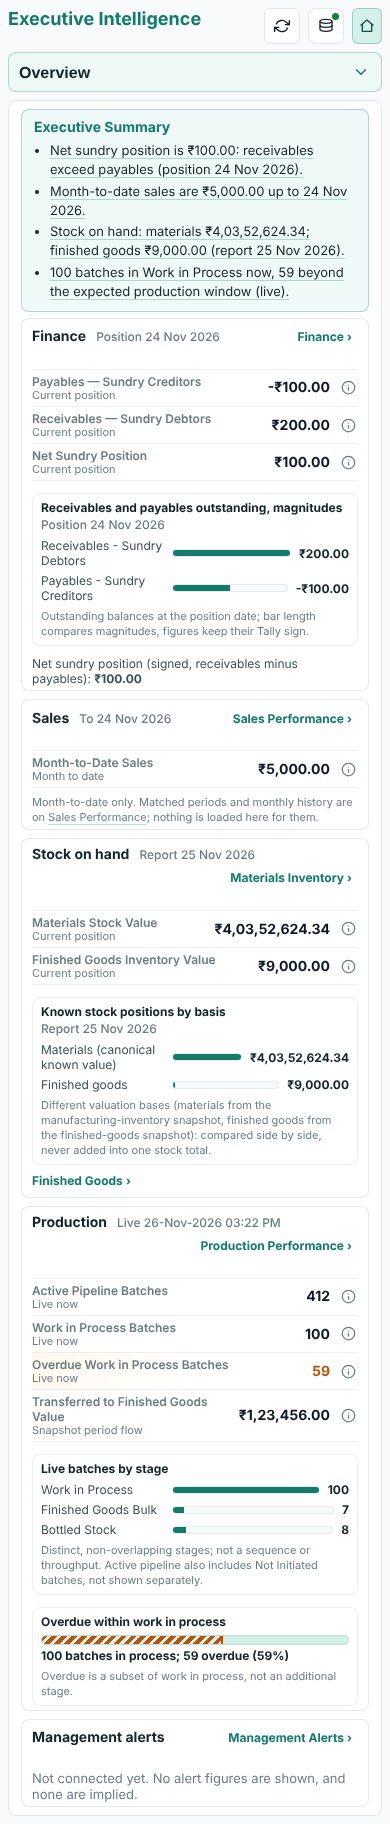 Executive Intelligence
Overview
Executive Summary
• Net sundry position is ₹100.00: receivables
exceed payables (position 24 Nov 2026).
• Month-to-date sales are ₹5,000.00 up to 24 Nov
2026.
• Stock on hand: materials ₹4,03,52,624.34;
finished goods ₹9,000.00 (report 25 Nov 2026).
• 100 batches in Work in Process now, 59 beyond
the expected production window (live).
Finance Position 24 Nov 2026 Finance ›
Payables — Sundry Creditors
Current position
-₹100.00
Receivables — Sundry Debtors
Current position
₹200.00
Net Sundry Position
Current position
₹100.00
Receivables and payables outstanding, magnitudes
Position 24 Nov 2026
Receivables - Sundry
Debtors
₹200.00
Payables - Sundry
Creditors
-₹100.00
Outstanding balances at the position date; bar length
compares magnitudes, figures keep their Tally sign.
Net sundry position (signed, receivables minus
payables): ₹100.00
Sales To 24 Nov 2026 Sales Performance ›
Month-to-Date Sales
Month to date
₹5,000.00
Month-to-date only. Matched periods and monthly history are
on Sales Performance; nothing is loaded here for them.
Stock on hand Report 25 Nov 2026
Materials Inventory ›
Materials Stock Value
Current position
₹4,03,52,624.34
Finished Goods Inventory Value
Current position
₹9,000.00
Known stock positions by basis
Report 25 Nov 2026
Materials (canonical
known value)
₹4,03,52,624.34
Finished goods ₹9,000.00
Different valuation bases (materials from the
manufacturing-inventory snapshot, finished goods from
the finished-goods snapshot): compared side by side,
never added into one stock total.
Finished Goods ›
Production Live 26-Nov-2026 03:22 PM
Production Performance ›
Active Pipeline Batches
Live now
412
Work in Process Batches
Live now
100
Overdue Work in Process Batches
Live now
59
Transferred to Finished Goods
Value
Snapshot period flow
₹1,23,456.00
Live batches by stage
Work in Process 100
Finished Goods Bulk 7
Bottled Stock 8
Distinct, non-overlapping stages; not a sequence or
throughput. Active pipeline also includes Not Initiated
batches, not shown separately.
Overdue within work in process
100 batches in process; 59 overdue (59%)
Overdue is a subset of work in process, not an additional
stage.
Management alerts Management Alerts ›
Not connected yet. No alert figures are shown, and
none are implied.